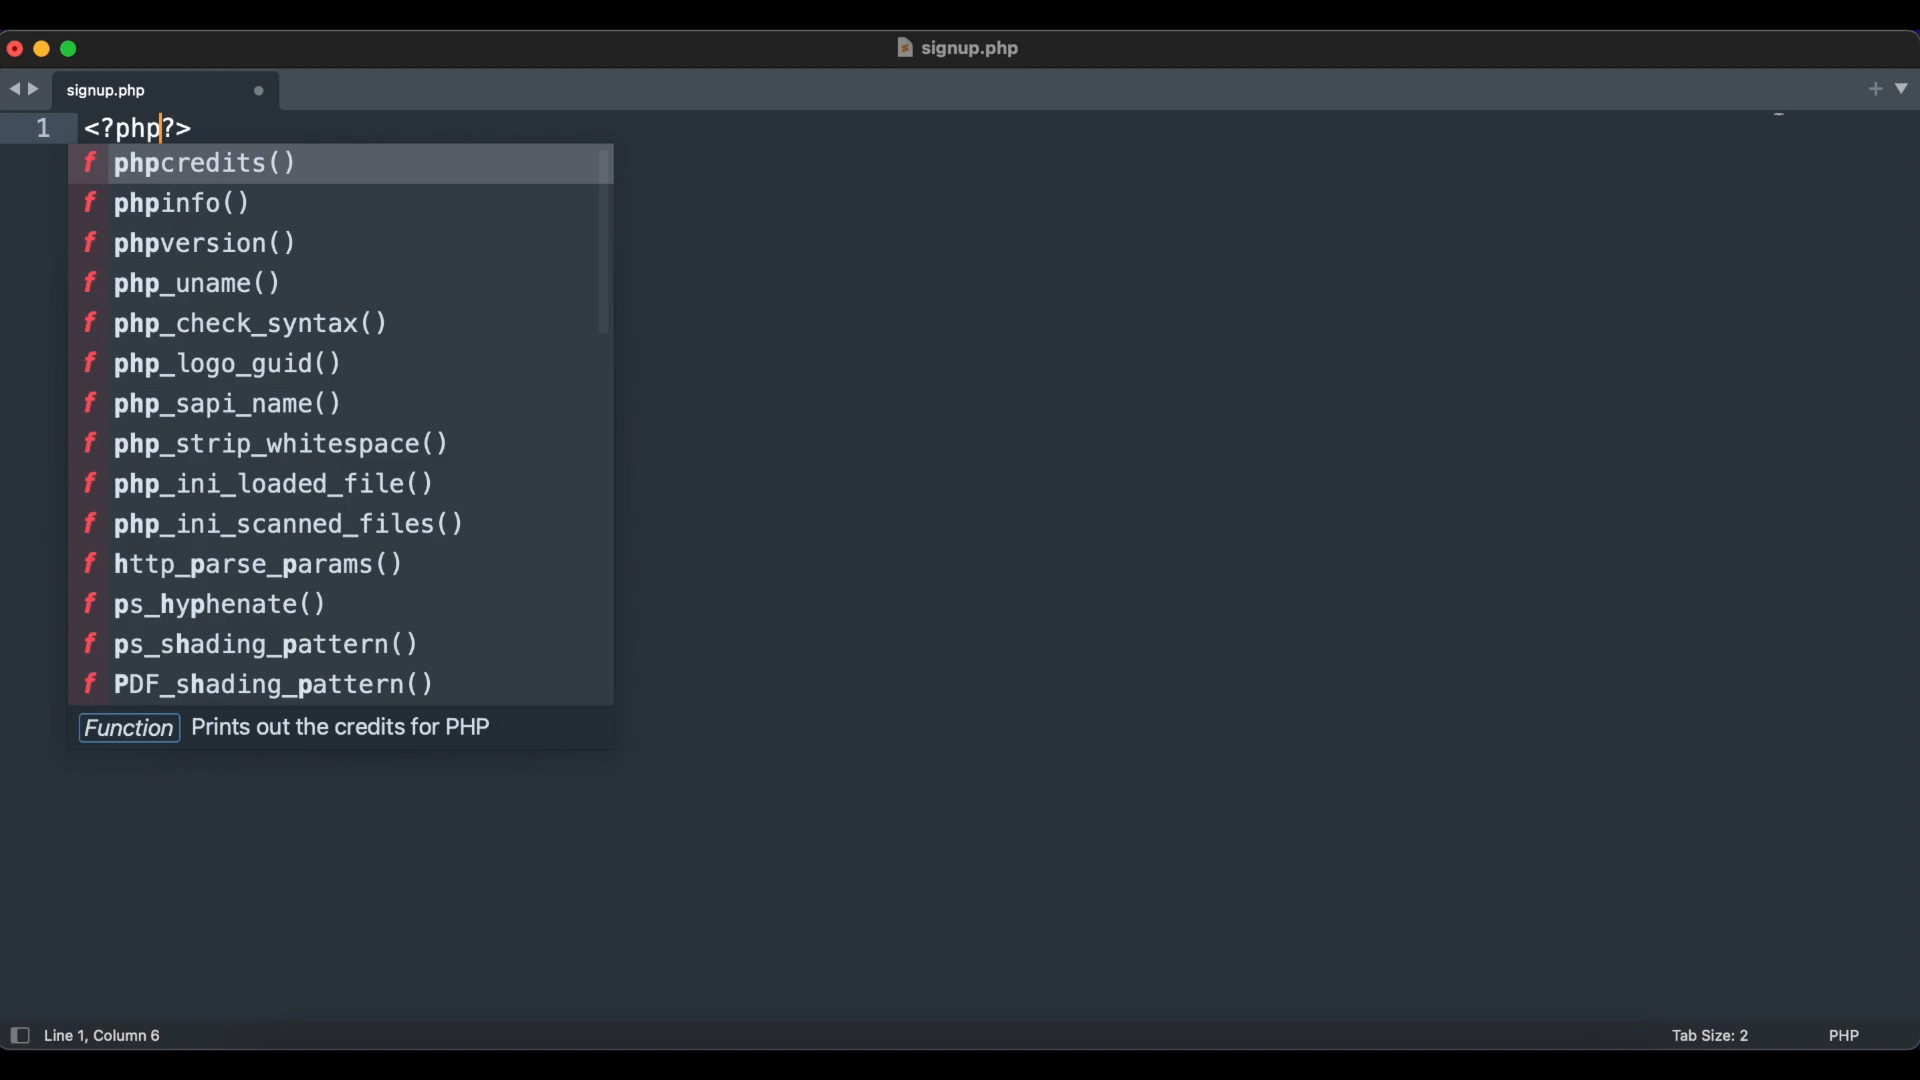 signup.php
signup.php
1 <?php?>
f phpcredits()
f phpinfo()
f phpversion()
f php_uname()
f php_check_syntax()
f php_logo_guid()
f php_sapi_name()
f php_strip_whitespace()
f php_ini_loaded_file()
f php_ini_scanned_files()
f http_parse_params()
f ps_hyphenate()
f ps_shading_pattern()
f PDF_shading_pattern()
Function Prints out the credits for PHP
Line 1, Column 6 Tab Size: 2 PHP